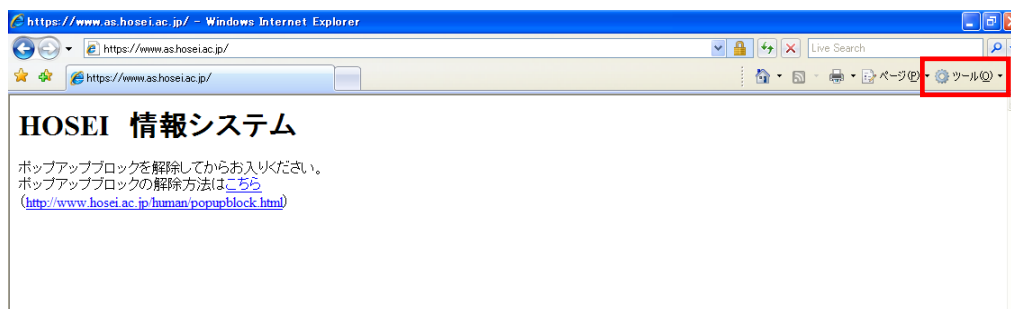 https://www.as.hosei.ac.jp/ - Windows Internet Explorer
https://www.as.hosei.ac.jp/
Live Search
https://www.as.hosei.ac.jp/
ページ(P)
ツール(O)
HOSEI 情報システム
ポップアップブロックを解除してからお入りください。
ポップアップブロックの解除方法はこちら
(http://www.hosei.ac.jp/human/popupblock.html)